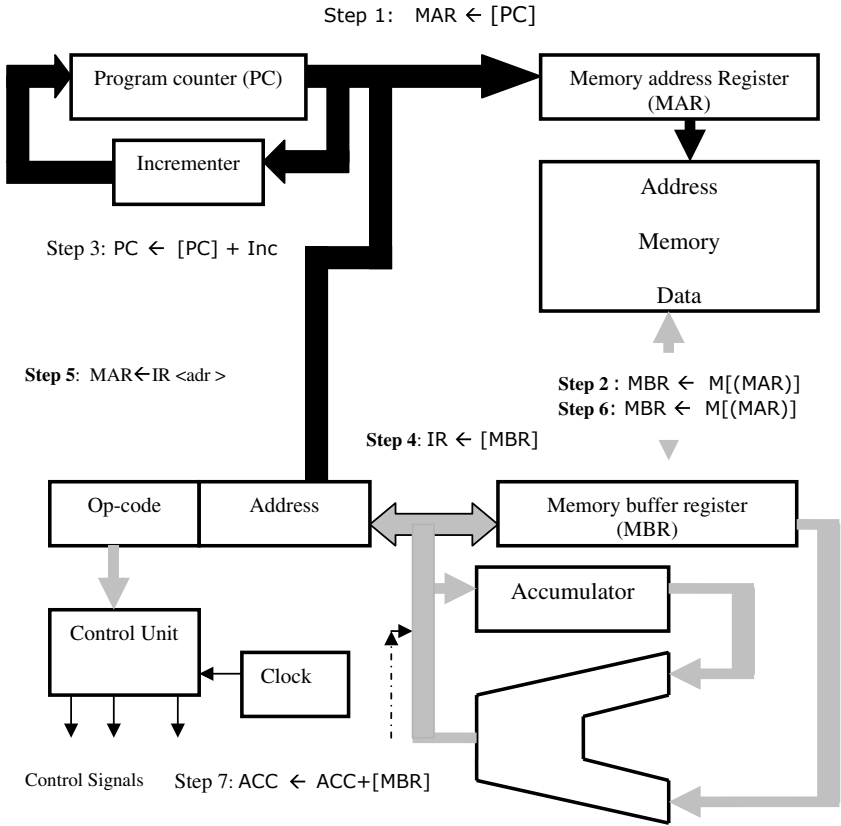 Step 1: MAR ← [PC]
Program counter (PC)
Memory address Register
(MAR)
Incrementer
Address
Memory
Data
Step 3: PC ← [PC] + Inc
Step 5: MAR←IR <adr >
Step 2 : MBR ← M[(MAR)]
Step 6: MBR ← M[(MAR)]
Step 4: IR ← [MBR]
Op-code
Address
Memory buffer register
(MBR)
Accumulator
Control Unit
Clock
Control Signals
Step 7: ACC ← ACC+[MBR]